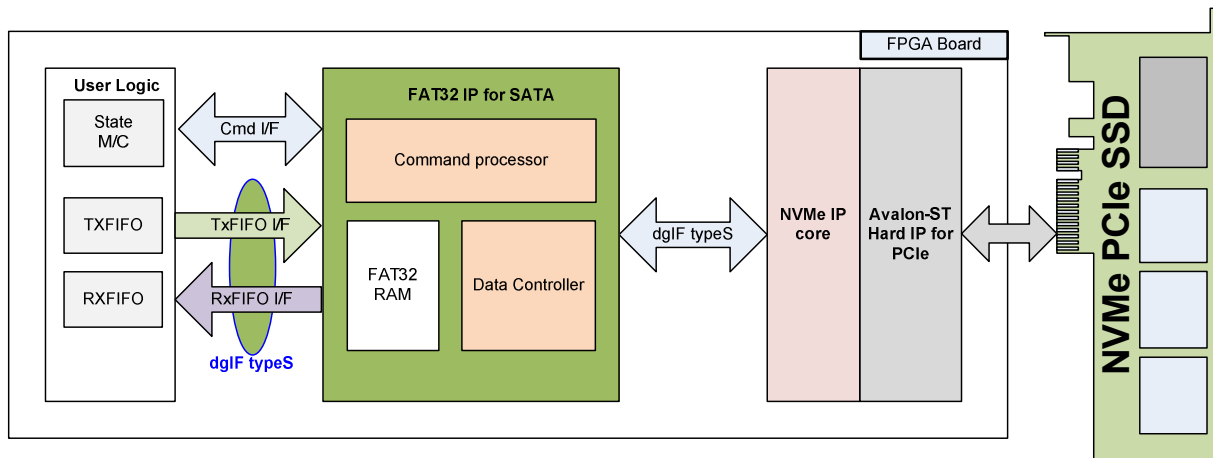 FPGA Board
User Logic
State
M/C
TXFIFO
RXFIFO
Cmd I/F
TxFIFO I/F
RxFIFO I/F
dgIF typeS
FAT32 IP for SATA
Command processor
FAT32
RAM
Data Controller
dgIF typeS
NVMe IP
core
Avalon-ST
Hard IP for
PCIe
NVMe PCIe SSD